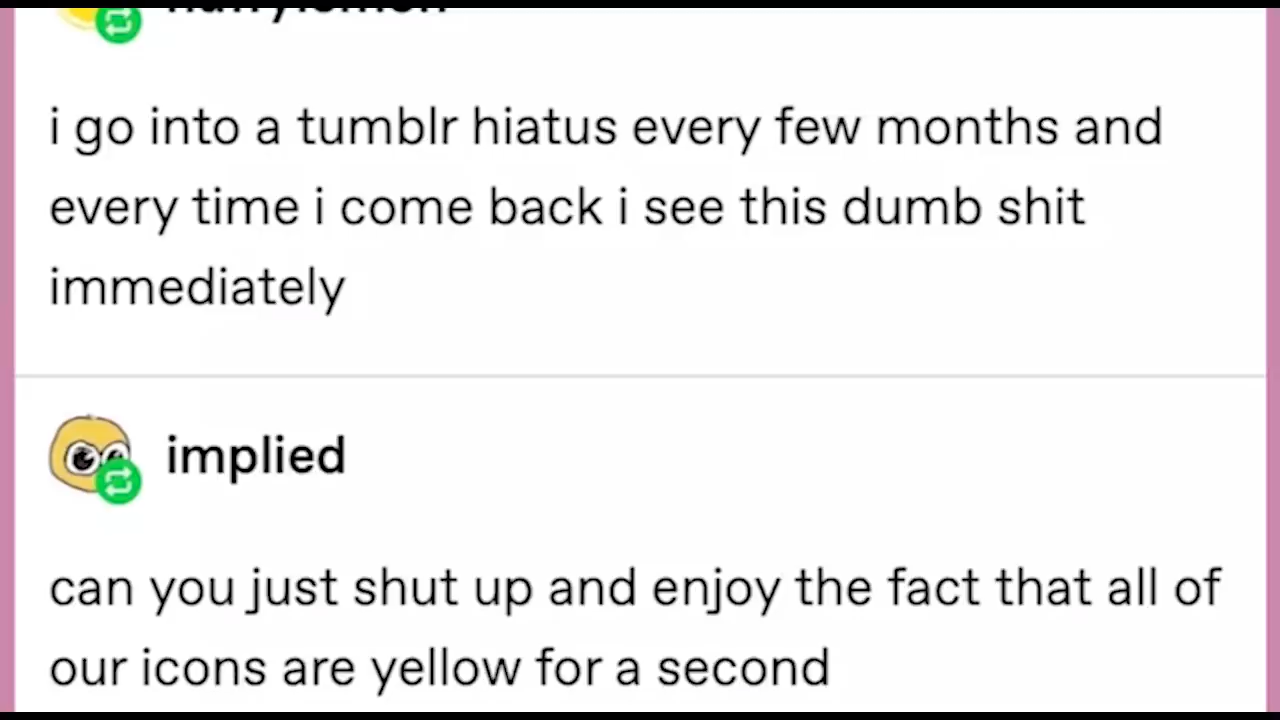 i go into a tumblr hiatus every few months and
every time i come back i see this dumb shit
immediately
implied
can you just shut up and enjoy the fact that all of
our icons are yellow for a second